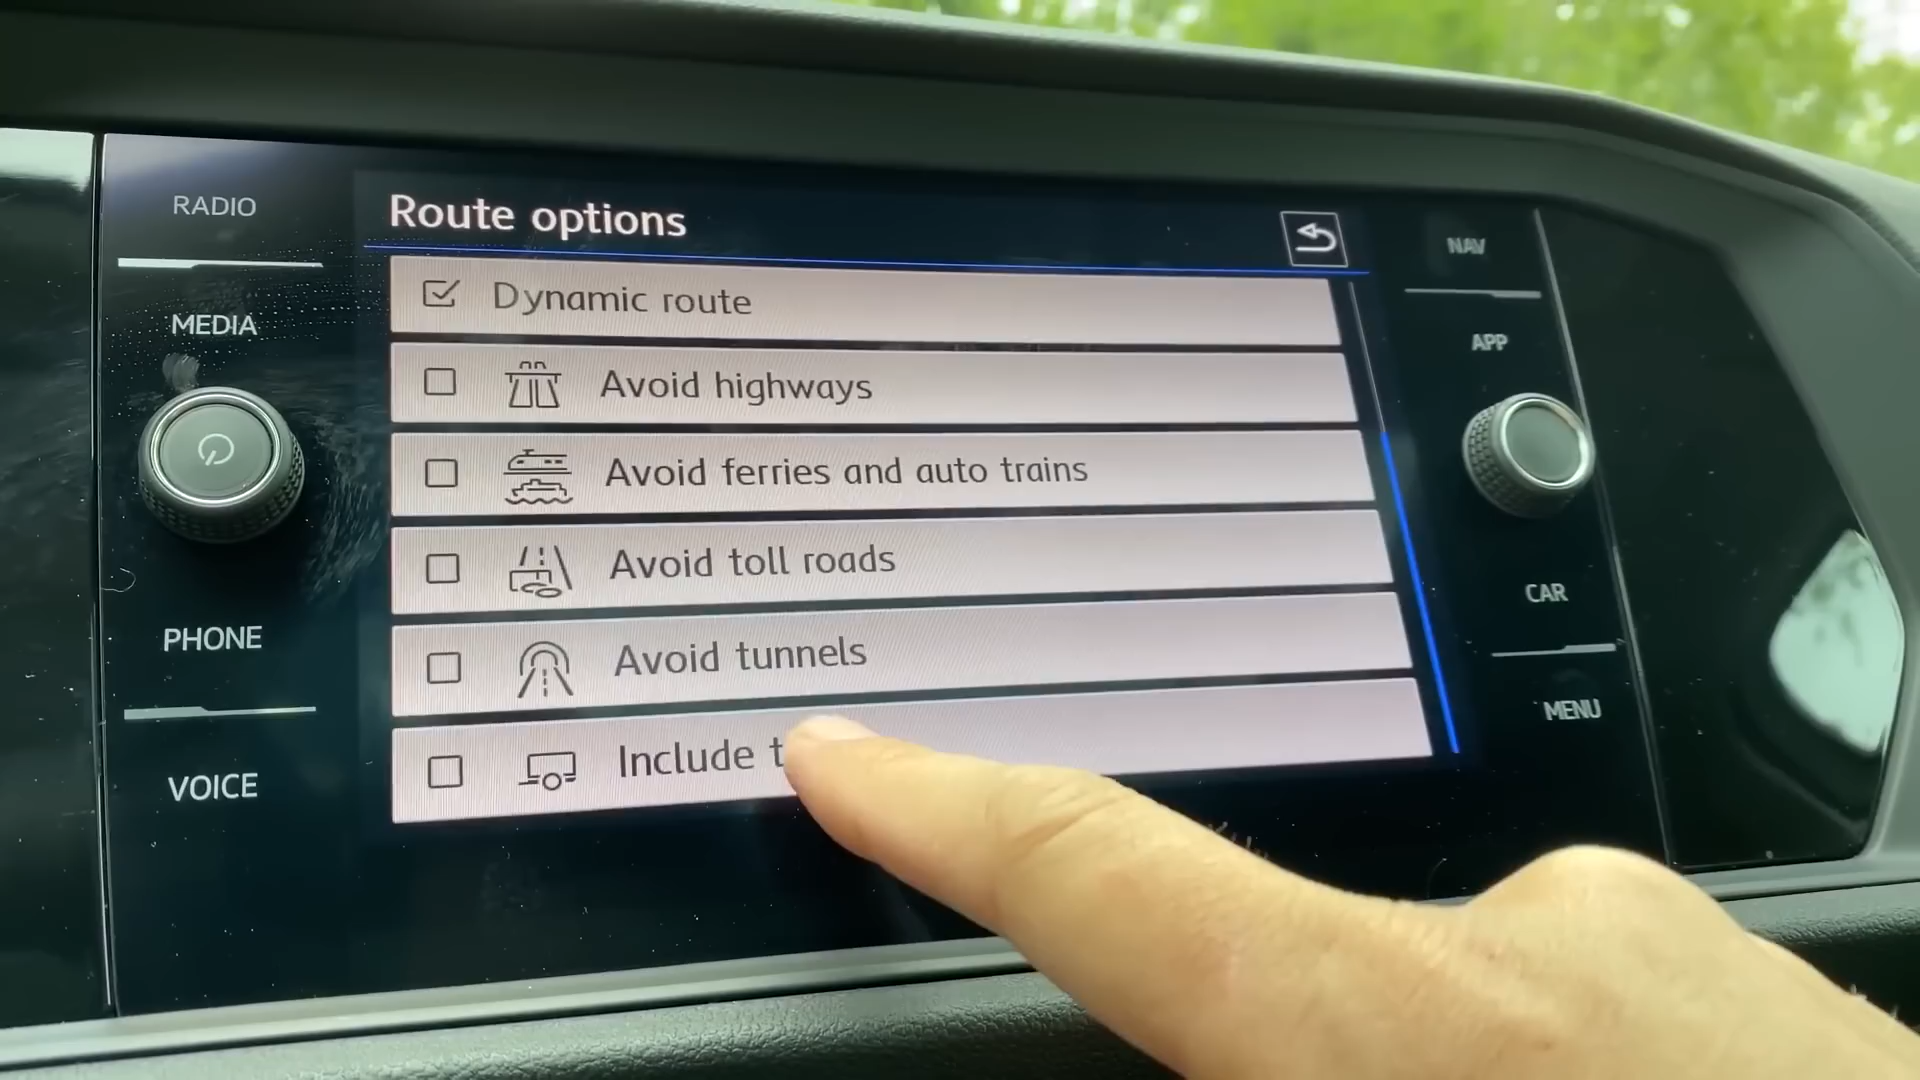 RADIO
MEDIA
PHONE
VOICE
Route options
Dynamic route
Avoid highways
Avoid ferries and auto trains
Avoid toll roads
Avoid tunnels
Include
NAV
APP
CAR
MENU